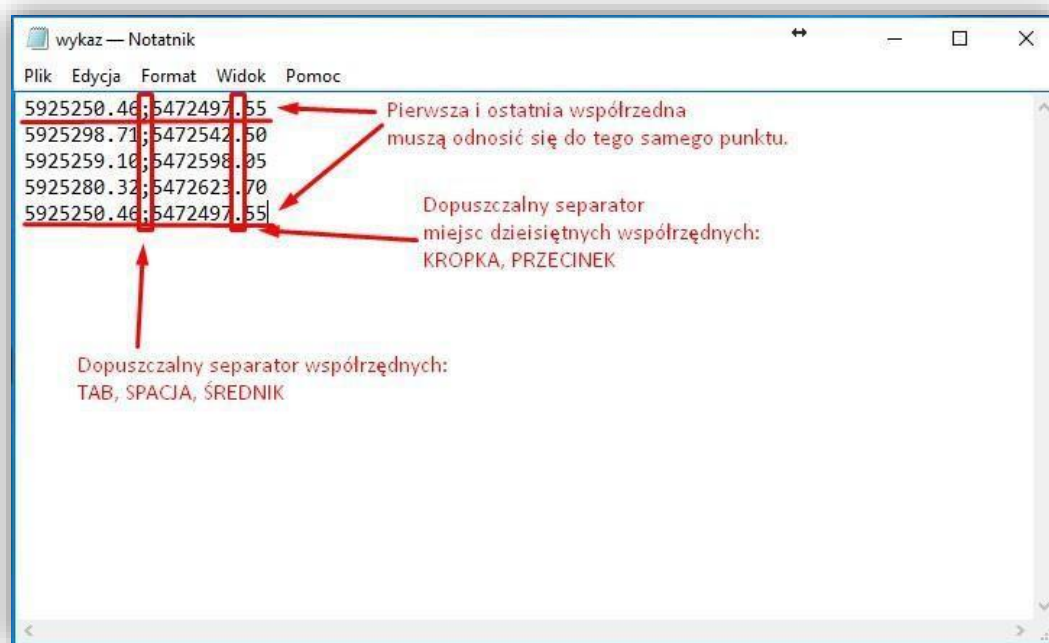 wykaz — Notatnik
Plik Edycja Format Widok Pomoc
5925250.46;5472497.55
5925298.71;5472542.50
5925259.10;5472598.05
5925280.32;5472623.70
5925250.46;5472497.55
Pierwsza i ostatnia współrzedna
muszą odnosić się do tego samego punktu.
Dopuszczalny separator
miejsc dzieisiętnych współrzędnych:
KROPKA, PRZECINEK
Dopuszczalny separator współrzędnych:
TAB, SPACJA, ŚREDNIK